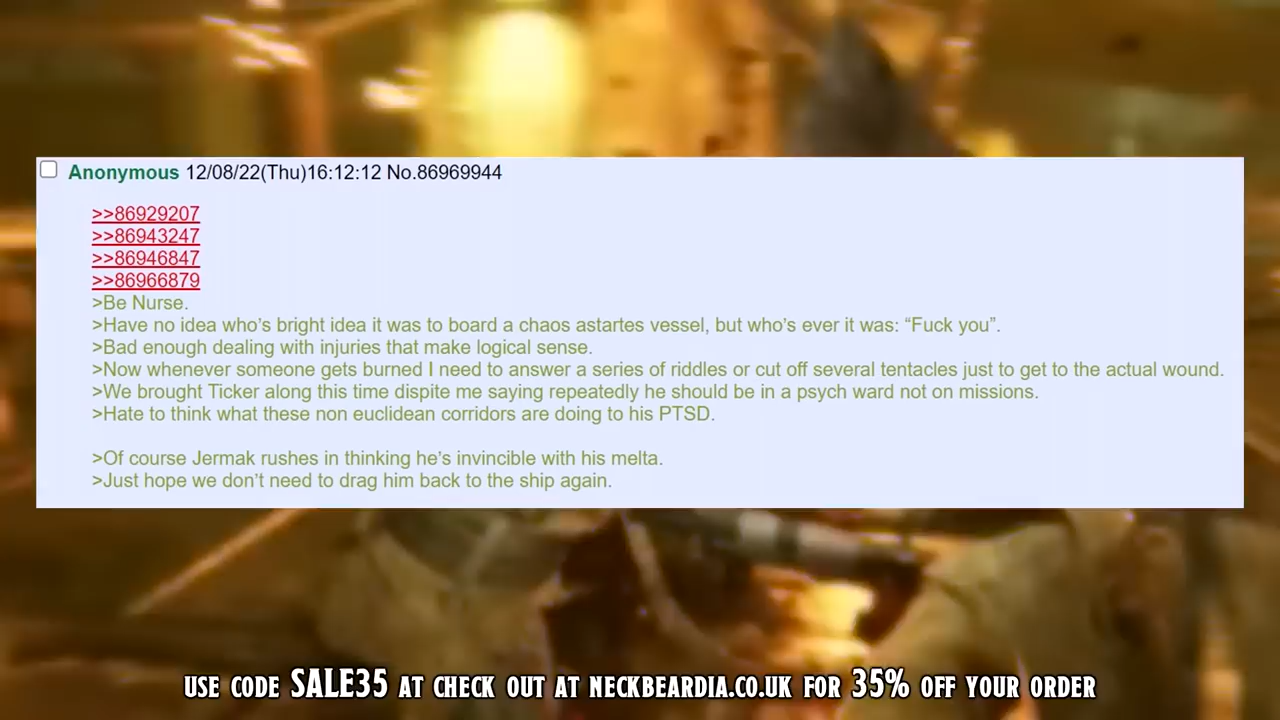 Anonymous 12/08/22(Thu)16:12:12 No.86969944
>>86929207
>>86943247
>>86946847
>>86966879
>Be Nurse.
>Have no idea who’s bright idea it was to board a chaos astartes vessel, but who’s ever it was: “Fuck you”.
>Bad enough dealing with injuries that make logical sense.
>Now whenever someone gets burned I need to answer a series of riddles or cut off several tentacles just to get to the actual wound.
>We brought Ticker along this time dispite me saying repeatedly he should be in a psych ward not on missions.
>Hate to think what these non euclidean corridors are doing to his PTSD.
>Of course Jermak rushes in thinking he’s invincible with his melta.
>Just hope we don’t need to drag him back to the ship again.
USE CODE SALE35 AT CHECK OUT AT NECKBEARDIA.CO.UK FOR 35% OFF YOUR ORDER